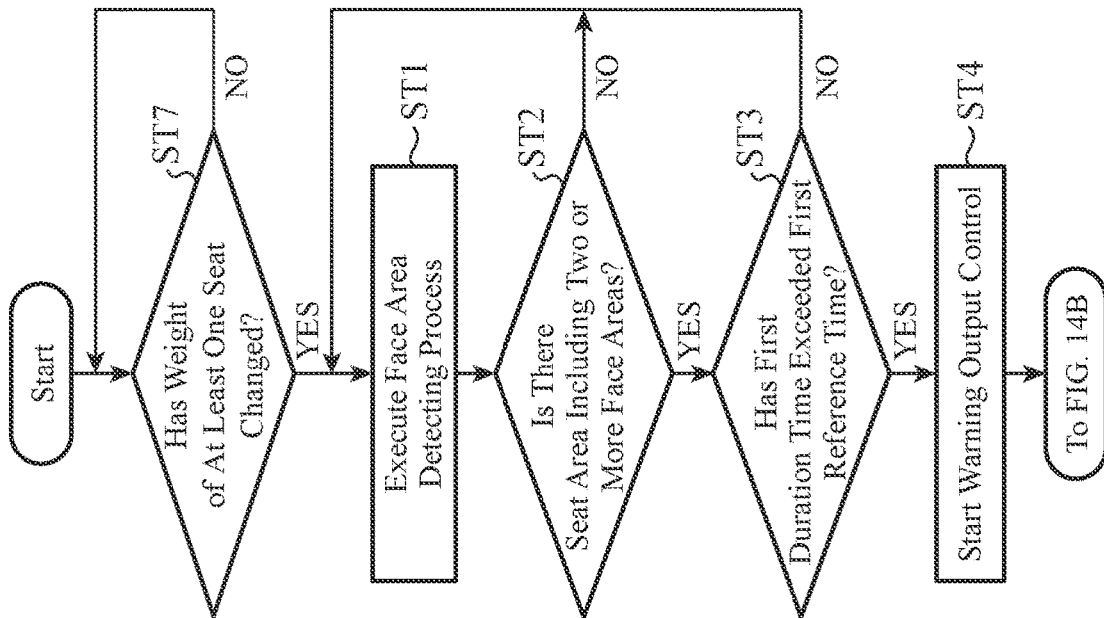 Start
Has Weight
of At Least One Seat
Changed?
ST7
NO
YES
Execute Face Area
Detecting Process
ST1
Is There
Seat Area Including Two or
More Face Areas?
ST2
NO
YES
Has First
Duration Time Exceeded First
Reference Time?
ST3
NO
YES
Start Warning Output Control
ST4
To FIG. 14B